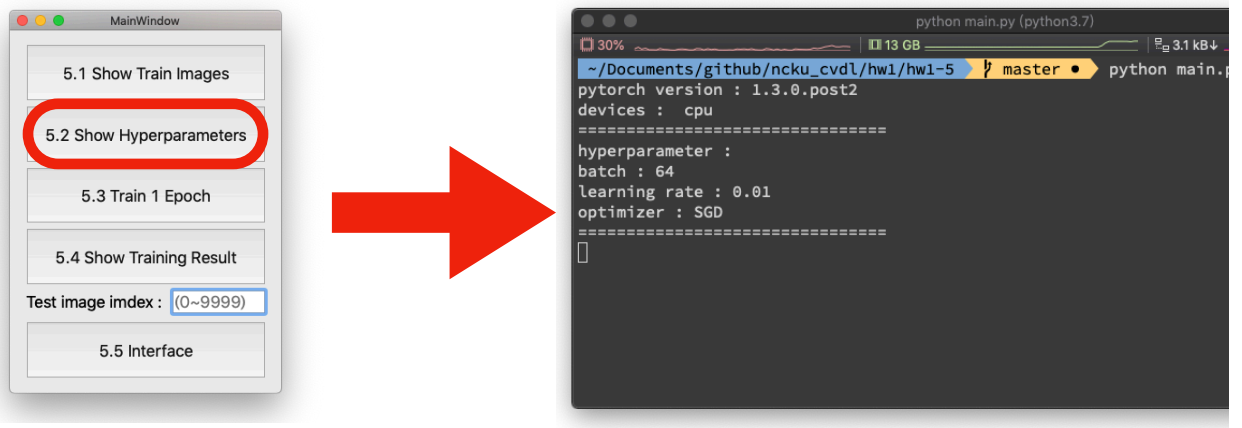 MainWindow
5.1 Show Train Images
5.2 Show Hyperparameters
5.3 Train 1 Epoch
5.4 Show Training Result
Test image imdex : (0~9999)
5.5 Interface
python main.py (python3.7)
30% 13 GB 3.1 kB↓
~/Documents/github/ncku_cvdl/hw1/hw1-5 master ● python main.p
pytorch version : 1.3.0.post2
devices :  cpu
================================
hyperparameter :
batch : 64
learning rate : 0.01
optimizer : SGD
================================